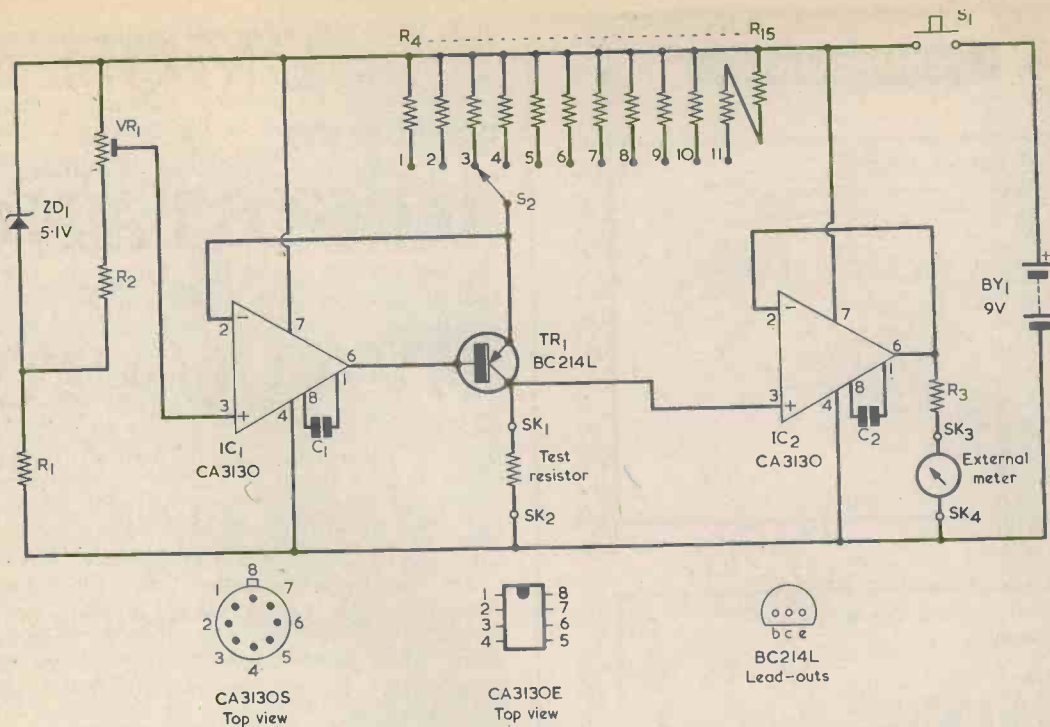 R4 R15 S1
VR1
1 2 3 4 5 6 7 8 9 10 11
S2
ZD1
5·1V
R2
BY1
9V
2 − 7
TR1
BC214L
6
1
8
3 + 4
C1
IC1
CA3130
2 − 7
6
1
8
3 + 4
C2
IC2
CA3130
R3
SK1
SK3
R1
Test
resistor
External
meter
SK2
SK4
8
1 7
2 6
3 5
4
CA3130S
Top view
1 8
2 7
3 6
4 5
CA3130E
Top view
b c e
BC214L
Lead-outs
+